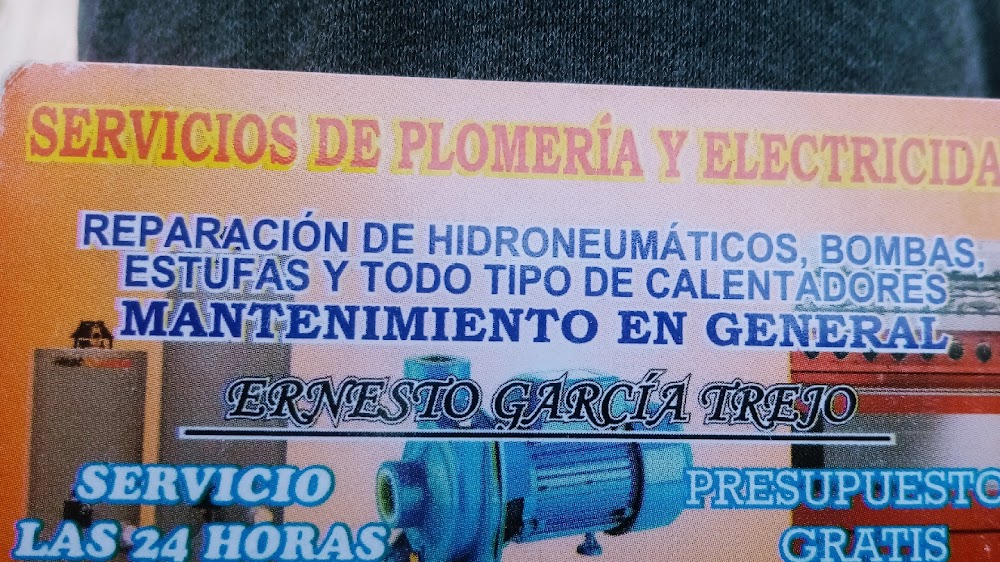 SERVICIOS DE PLOMERÍA Y ELECTRICIDA
REPARACIÓN DE HIDRONEUMÁTICOS, BOMBAS,
ESTUFAS Y TODO TIPO DE CALENTADORES
MANTENIMIENTO EN GENERAL
ERNESTO GARCÍA TREJO
SERVICIO
LAS 24 HORAS
PRESUPUESTO
GRATIS